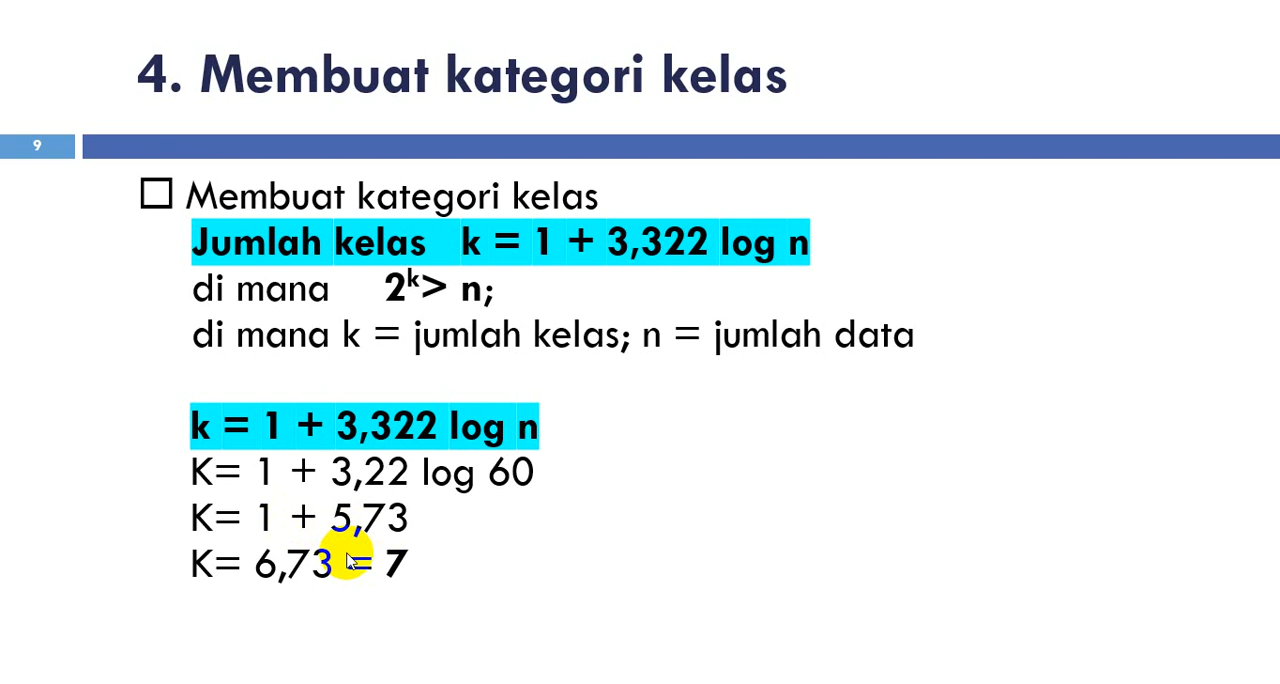 4. Membuat kategori kelas
9
Membuat kategori kelas
Jumlah kelas k = 1 + 3,322 log n
di mana 2ᵏ> n;
di mana k = jumlah kelas; n = jumlah data
k = 1 + 3,322 log n
K= 1 + 3,22 log 60
K= 1 + 5,73
K= 6,73 = 7